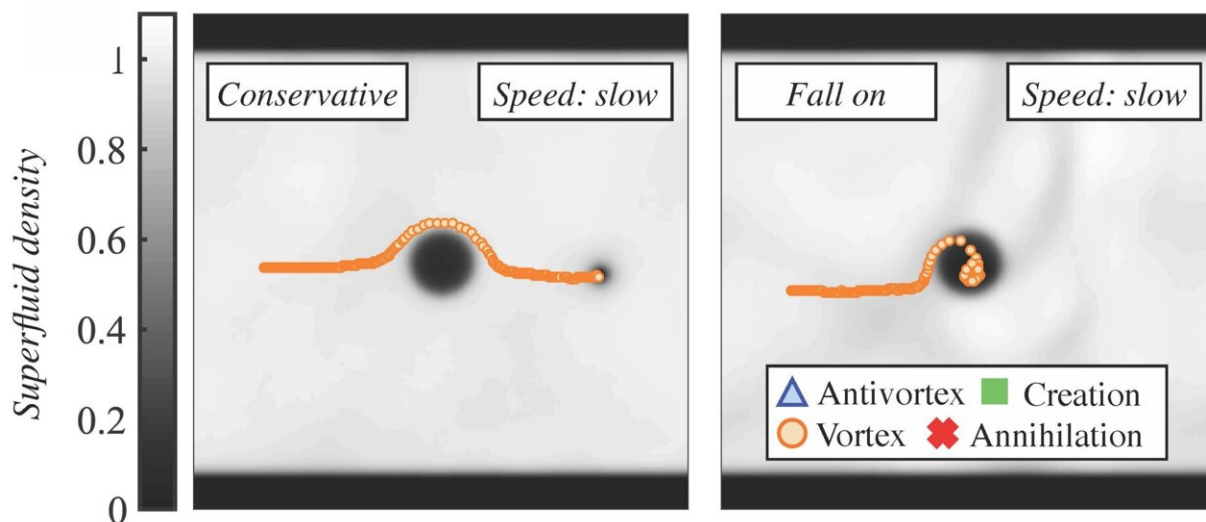 Superfluid density
1
0.8
0.6
0.4
0.2
0
Conservative
Speed: slow
Fall on
Speed: slow
Antivortex
Creation
Vortex
Annihilation